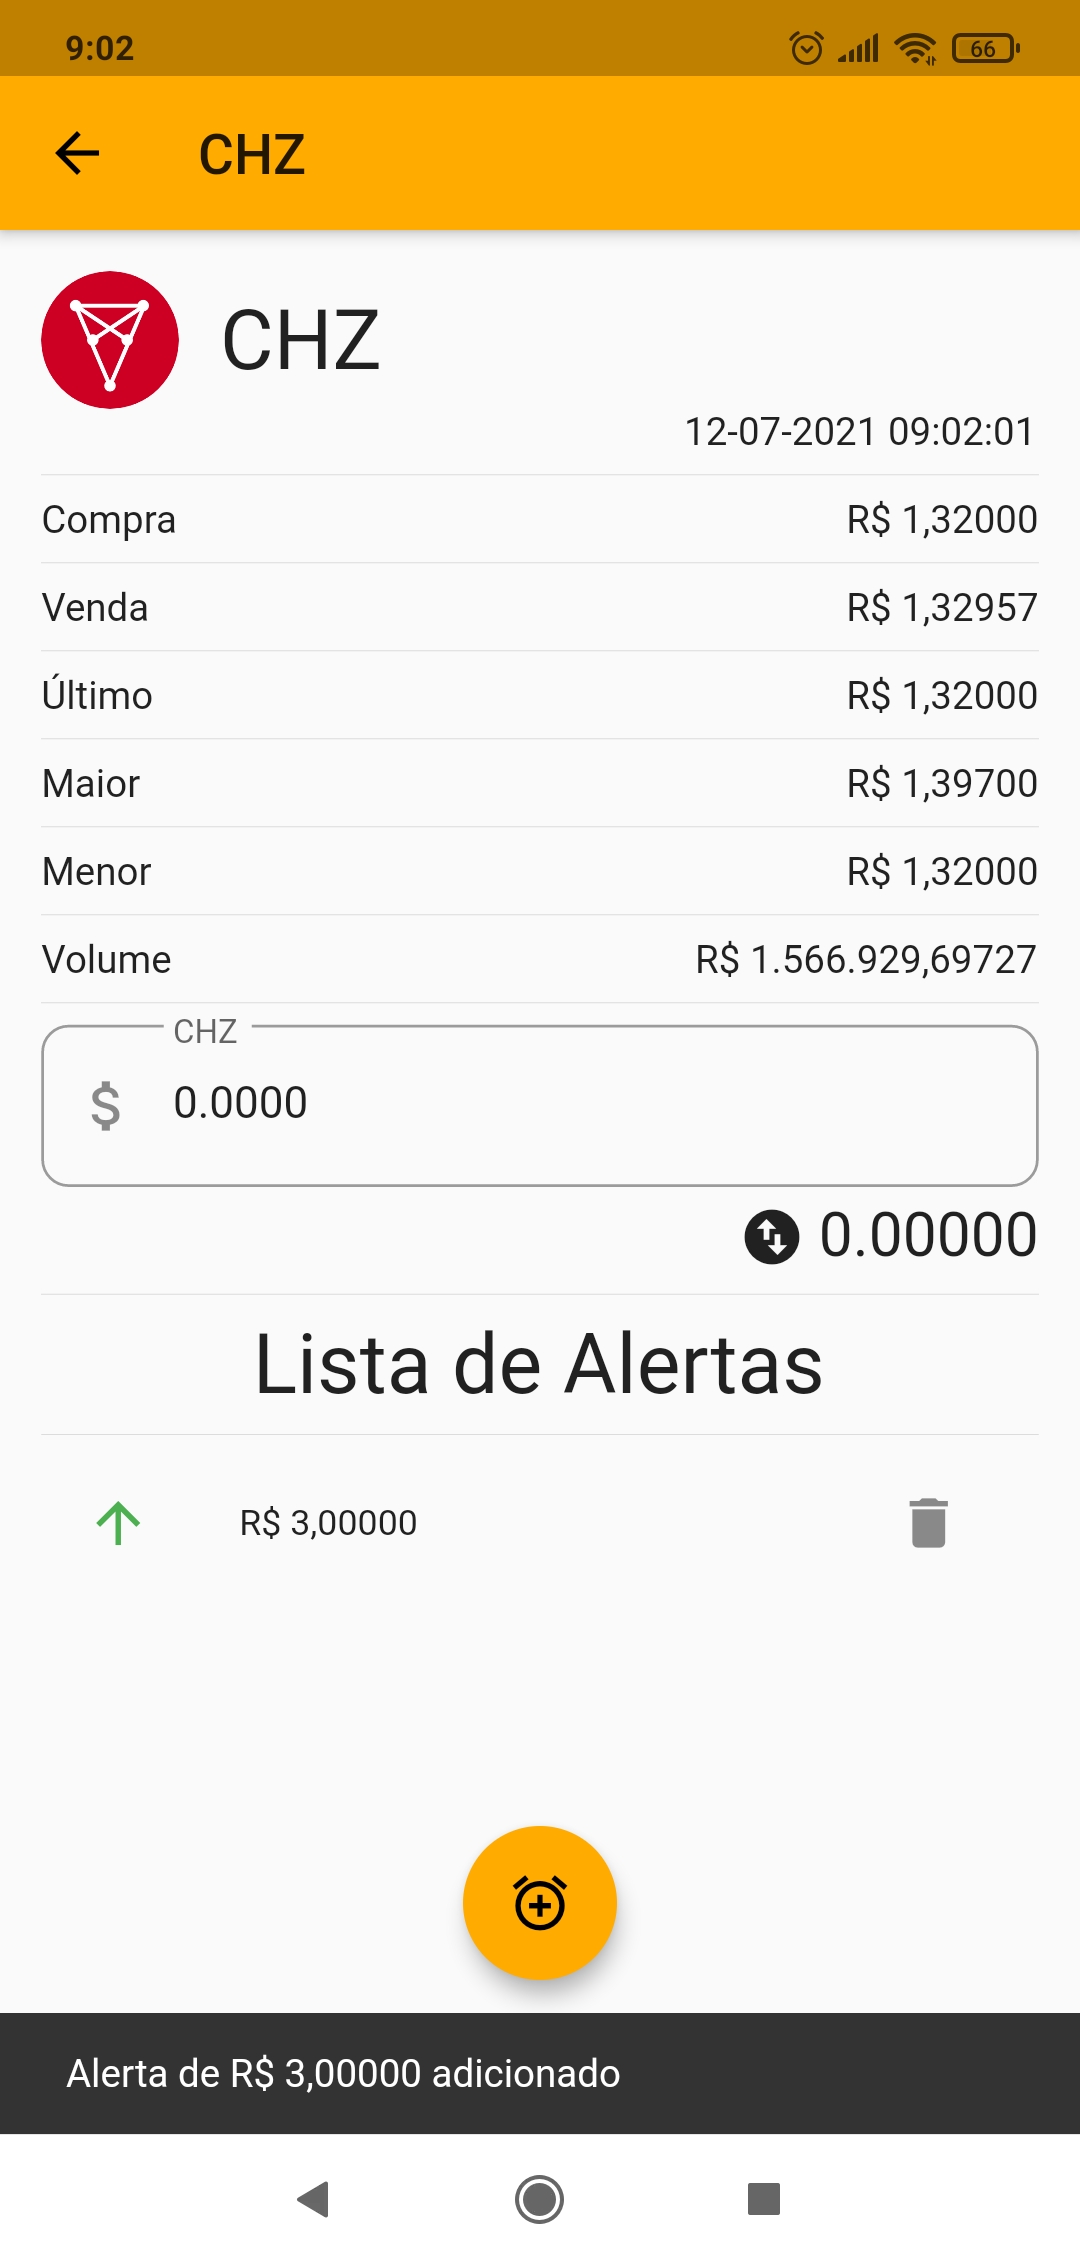 9:02
66
CHZ
CHZ
12-07-2021 09:02:01
Compra R$ 1,32000
Venda R$ 1,32957
Último R$ 1,32000
Maior R$ 1,39700
Menor R$ 1,32000
Volume R$ 1.566.929,69727
CHZ
$ 0.0000
0.00000
Lista de Alertas
R$ 3,00000
Alerta de R$ 3,00000 adicionado